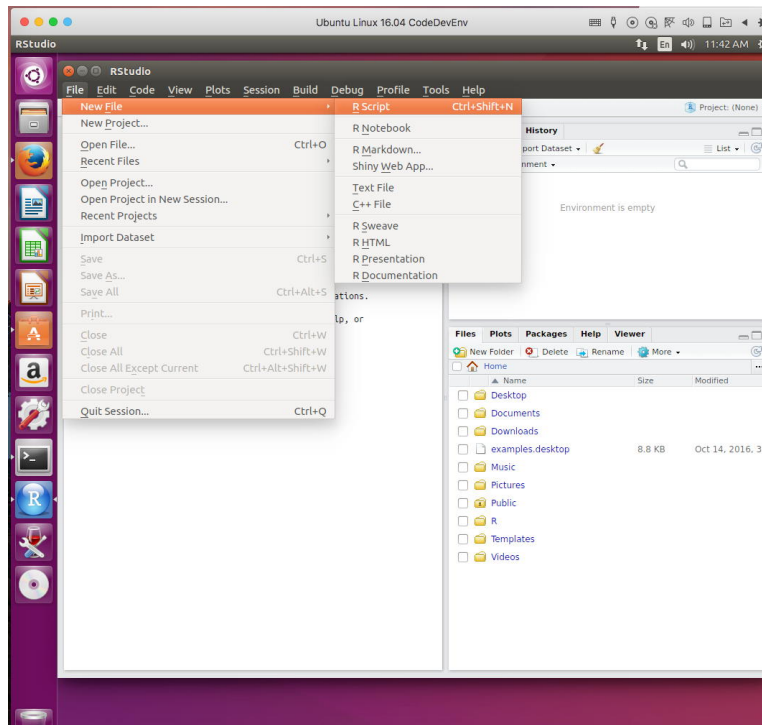 Ubuntu Linux 16.04 CodeDevEnv
RStudio
En
11:42 AM
RStudio
File Edit Code View Plots Session Build Debug Profile Tools Help
New File
New Project...
Open File... Ctrl+O
Recent Files
Open Project...
Open Project in New Session...
Recent Projects
Import Dataset
Save Ctrl+S
Save As...
Save All Ctrl+Alt+S
Print...
Close Ctrl+W
Close All Ctrl+Shift+W
Close All Except Current Ctrl+Alt+Shift+W
Close Project
Quit Session... Ctrl+Q
R Script Ctrl+Shift+N
R Notebook
R Markdown...
Shiny Web App...
Text File
C++ File
R Sweave
R HTML
R Presentation
R Documentation
ations.
lp, or
Project: (None)
History
port Dataset
List
nment
Environment is empty
Files Plots Packages Help Viewer
New Folder Delete Rename More
Home
Name Size Modified
Desktop
Documents
Downloads
examples.desktop 8.8 KB Oct 14, 2016, 3
Music
Pictures
Public
R
Templates
Videos